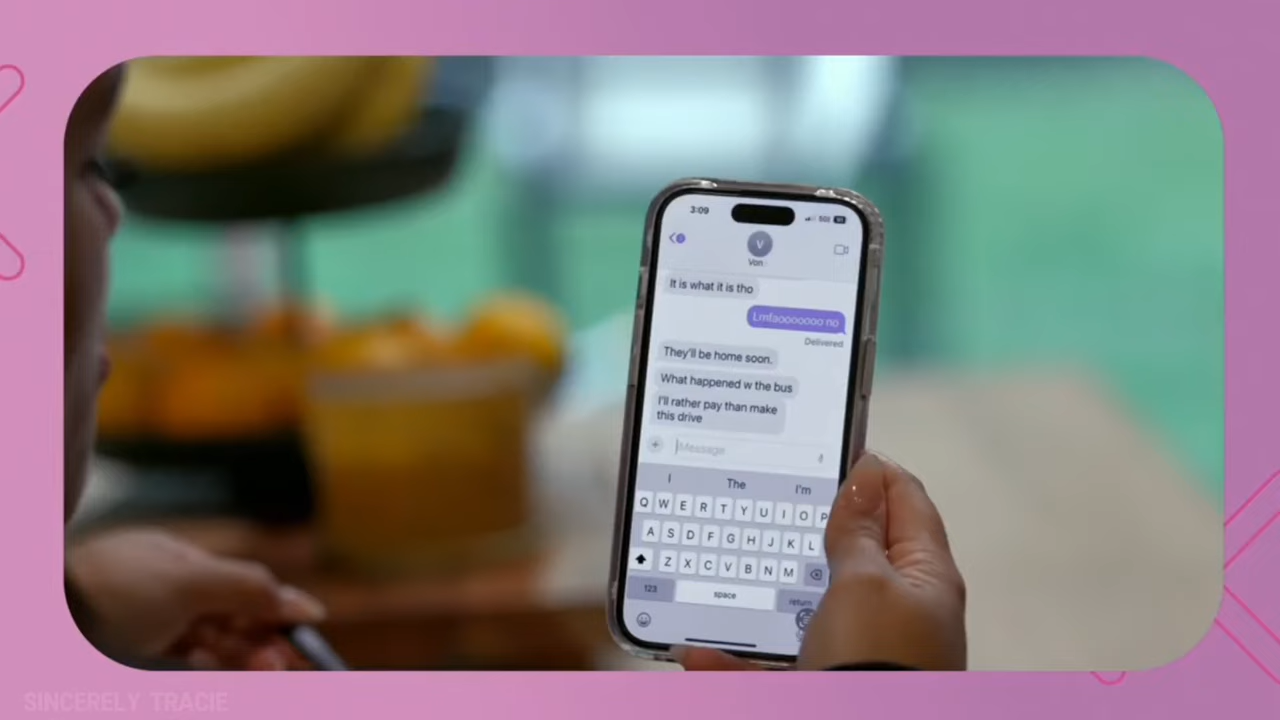 3:09
SOS
V
Von
It is what it is tho
Lmfaooooooo no
Delivered
They'll be home soon.
What happened w the bus
I'll rather pay than make
this drive
iMessage
I The I'm
Q W E R T Y U I O P
A S D F G H J K L
Z X C V B N M
123 space return
SINCERELY TRACIE